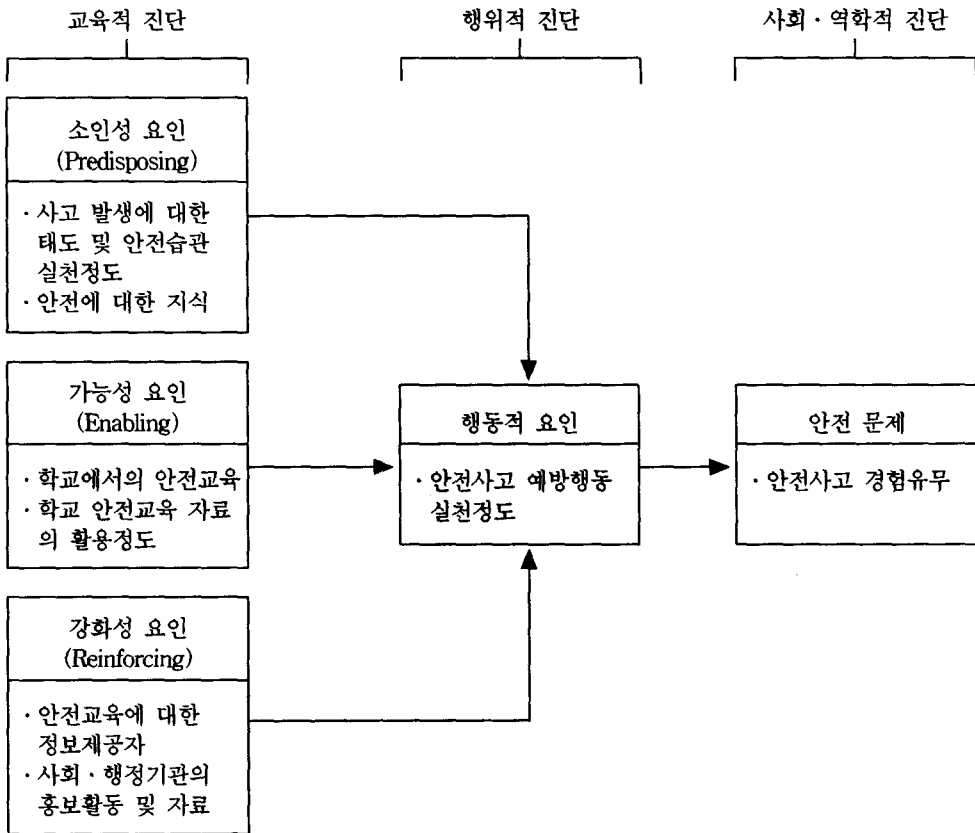 교육적 진단
행위적 진단
사회·역학적 진단
소인성 요인
(Predisposing)
· 사고 발생에 대한
태도 및 안전습관
실천정도
· 안전에 대한 지식
가능성 요인
(Enabling)
· 학교에서의 안전교육
· 학교 안전교육 자료
의 활용정도
강화성 요인
(Reinforcing)
· 안전교육에 대한
정보제공자
· 사회·행정기관의
홍보활동 및 자료
행동적 요인
· 안전사고 예방행동
실천정도
안전 문제
· 안전사고 경험유무